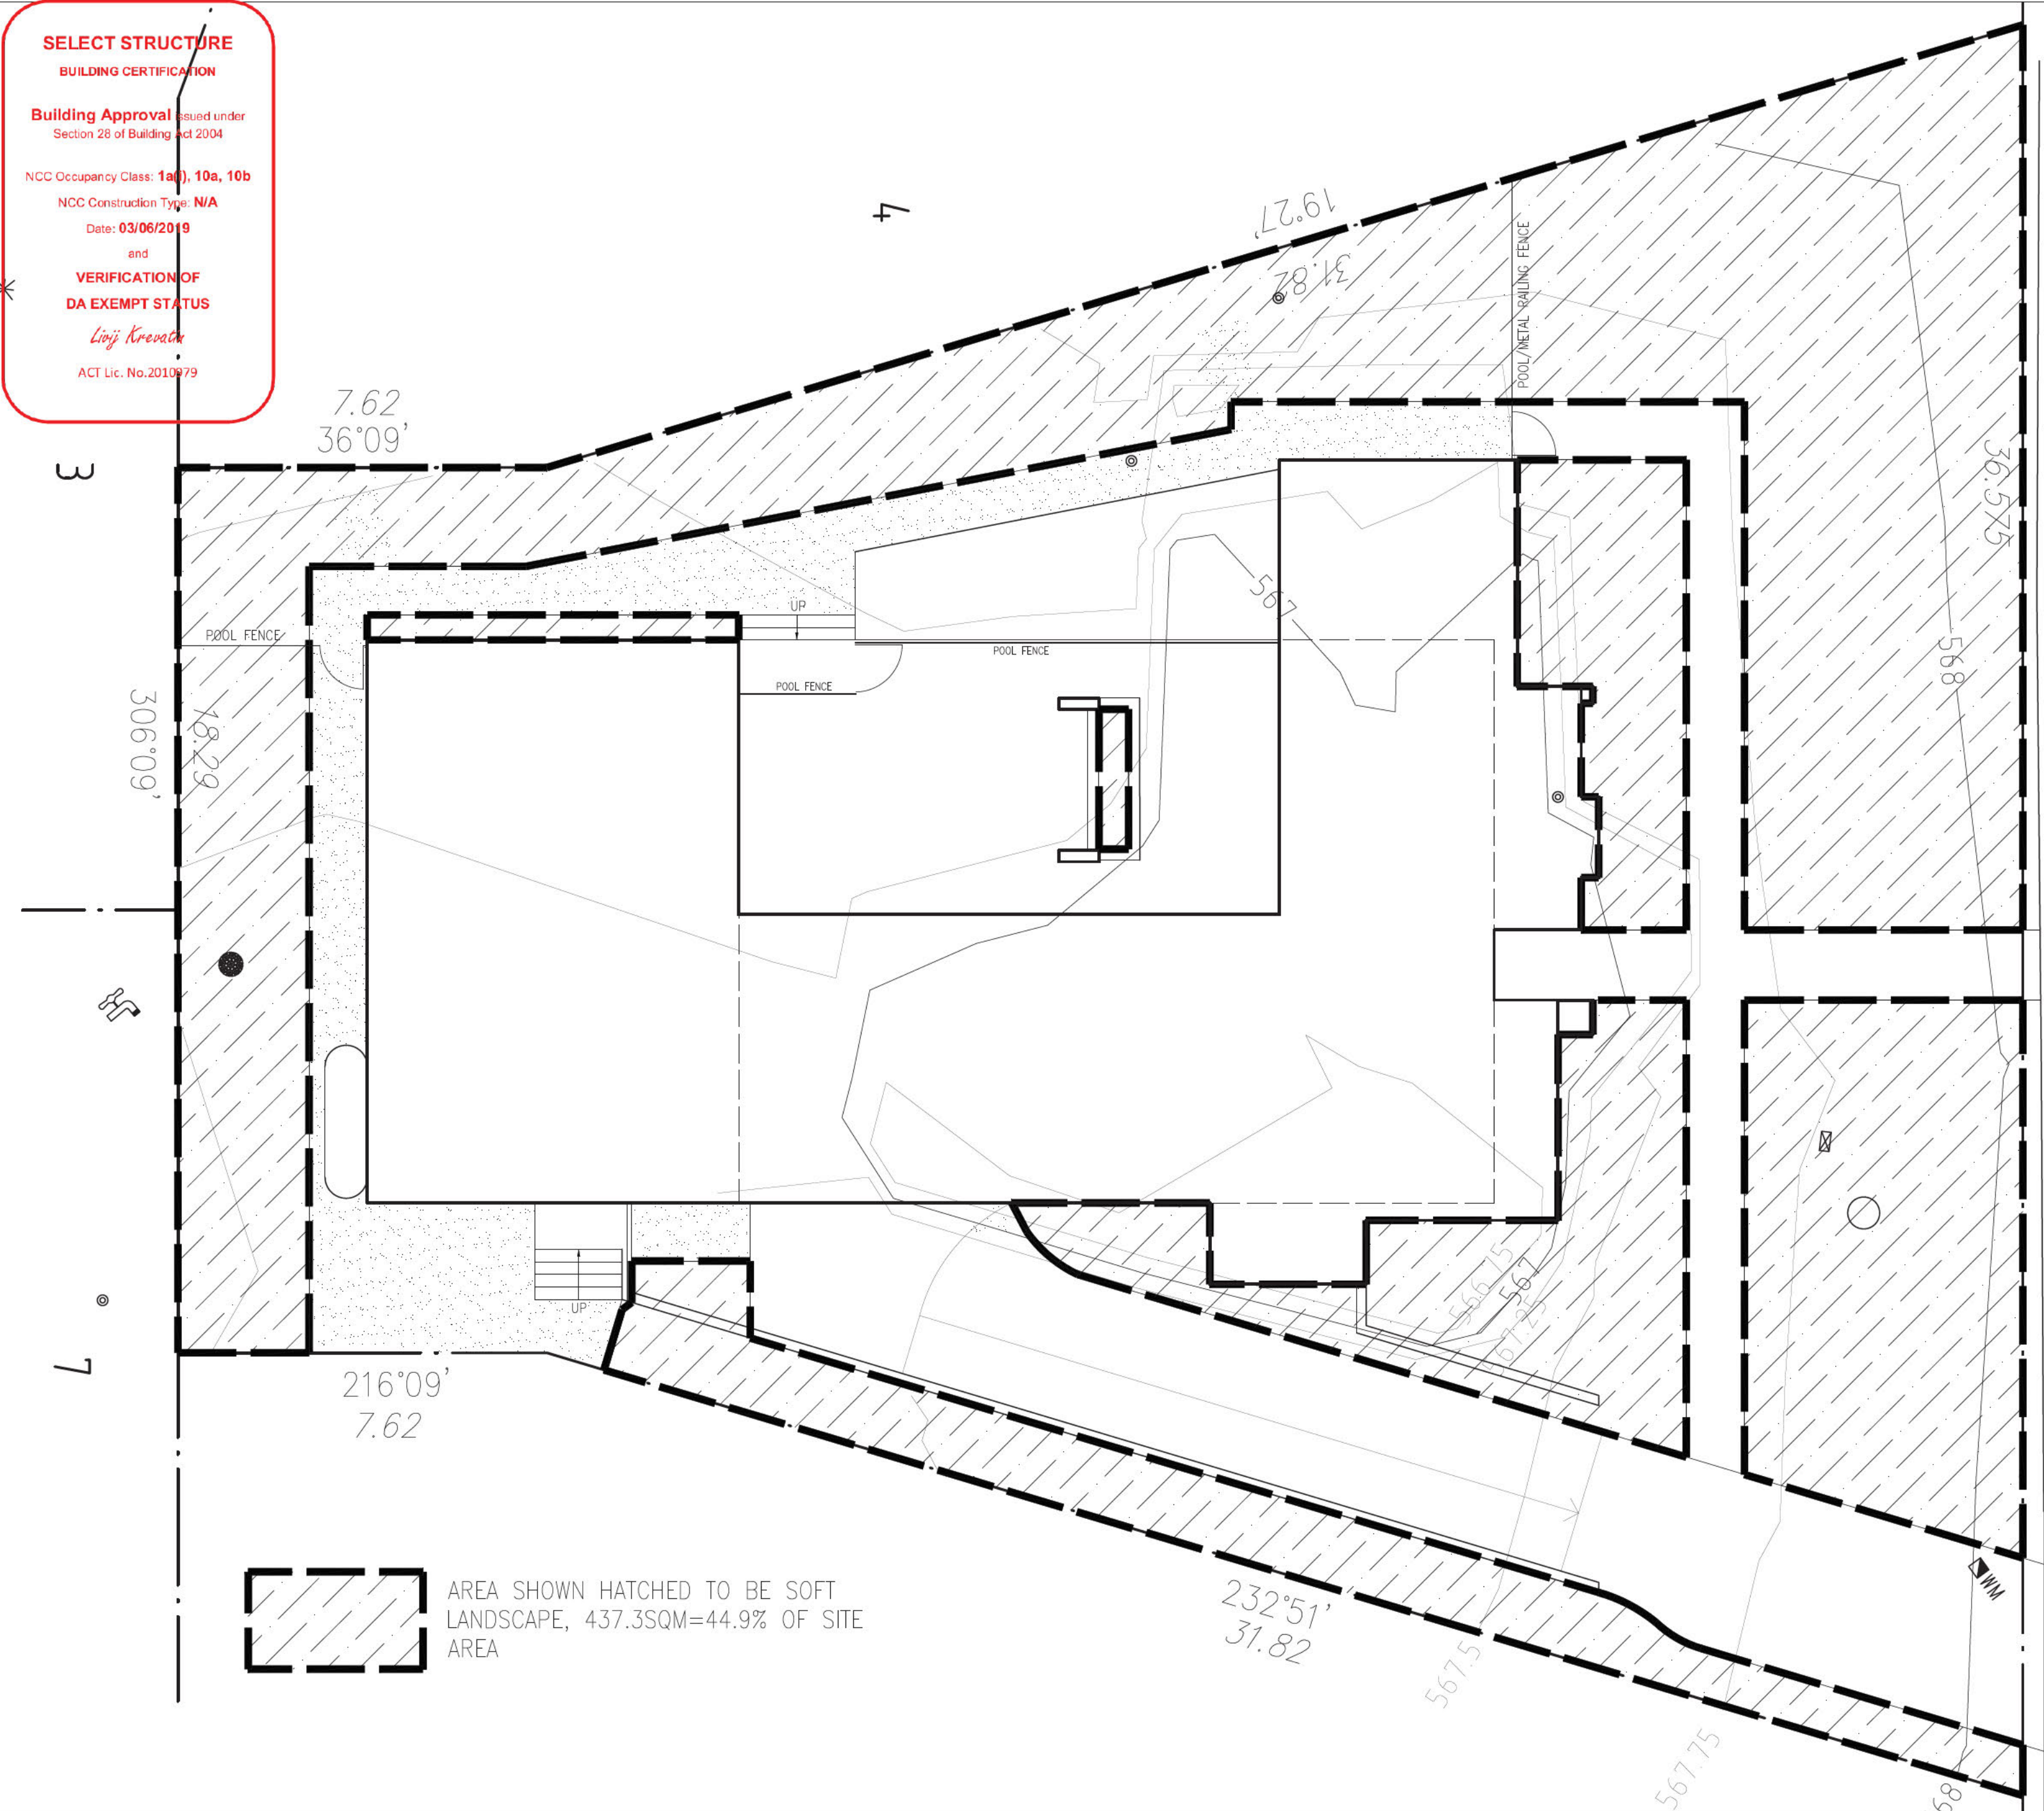 SELECT STRUCTURE
BUILDING CERTIFICATION
Building Approval issued under
Section 28 of Building Act 2004
NCC Occupancy Class: 1a(i), 10a, 10b
NCC Construction Type: N/A
Date: 03/06/2019
and
VERIFICATION OF
DA EXEMPT STATUS
ACT Lic. No.2010079
4
19°27'
31.82
POOL/METAL RAILING FENCE
7.62
36°09'
3
36.575
567
568
UP
POOL FENCE
POOL FENCE
POOL FENCE
306°09'
18.29
7
UP
216°09'
7.62
566.75
567
567.25
WM
232°51'
31.82
567.5
567.75
68
AREA SHOWN HATCHED TO BE SOFT
LANDSCAPE, 437.3SQM=44.9% OF SITE
AREA